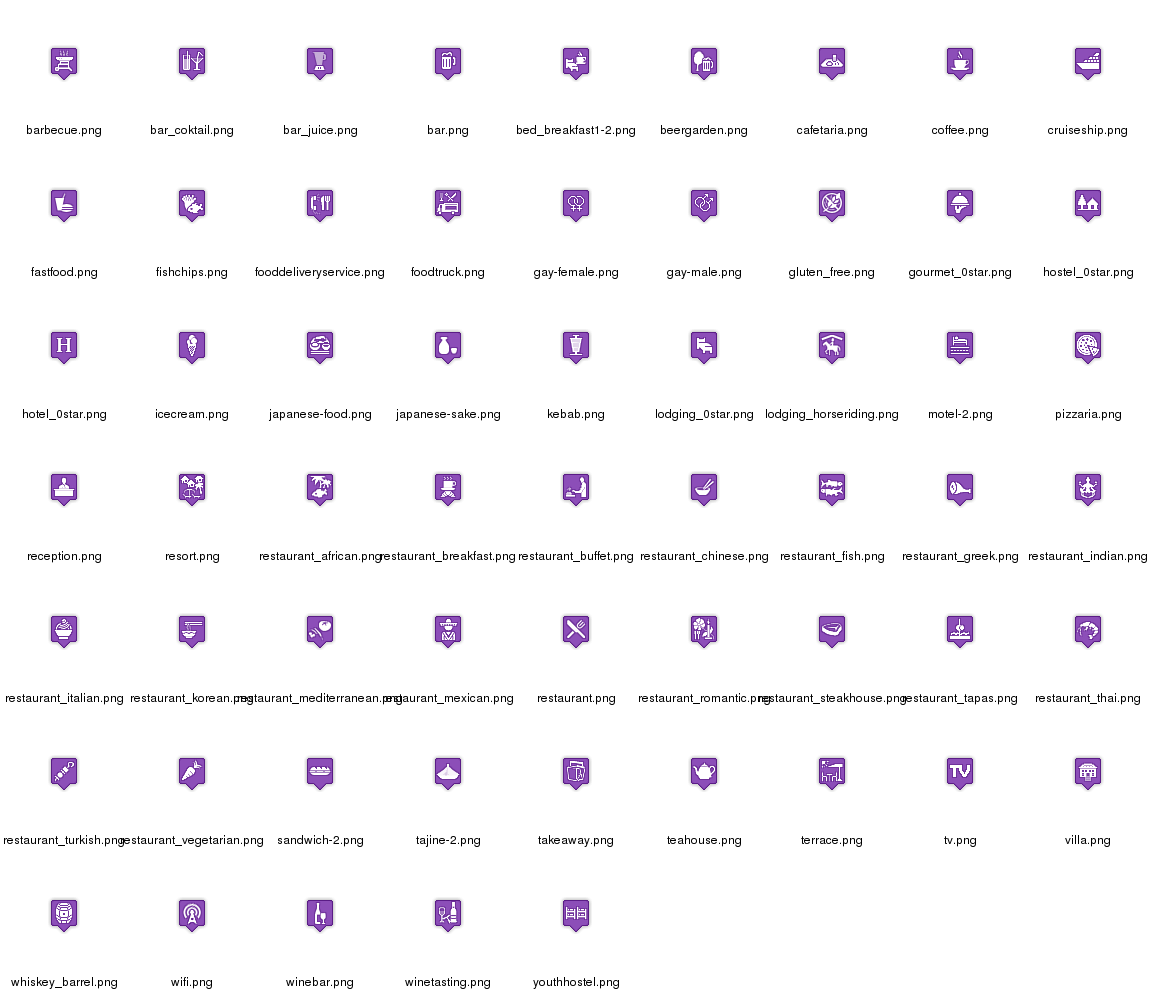 barbecue.png bar_coktail.png bar_juice.png bar.png bed_breakfast1-2.png beergarden.png cafetaria.png coffee.png cruiseship.png
fastfood.png fishchips.png fooddeliveryservice.png foodtruck.png gay-female.png gay-male.png gluten_free.png gourmet_0star.png hostel_0star.png
H
hotel_0star.png icecream.png japanese-food.png japanese-sake.png kebab.png lodging_0star.png lodging_horseriding.png motel-2.png pizzaria.png
reception.png resort.png restaurant_african.png restaurant_breakfast.png restaurant_buffet.png restaurant_chinese.png restaurant_fish.png restaurant_greek.png restaurant_indian.png
restaurant_italian.png restaurant_korean.png restaurant_mediterranean.png restaurant_mexican.png restaurant.png restaurant_romantic.png restaurant_steakhouse.png restaurant_tapas.png restaurant_thai.png
TV
restaurant_turkish.png restaurant_vegetarian.png sandwich-2.png tajine-2.png takeaway.png teahouse.png terrace.png tv.png villa.png
whiskey_barrel.png wifi.png winebar.png winetasting.png youthhostel.png